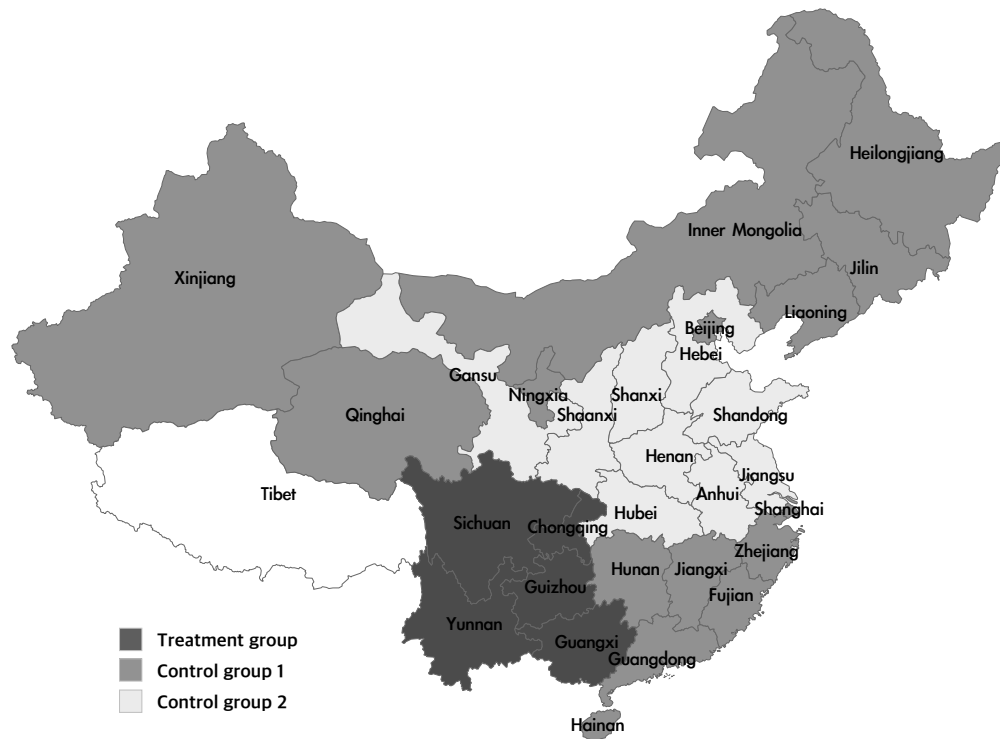 Heilongjiang
Inner Mongolia
Jilin
Xinjiang
Liaoning
Beijing
Hebei
Gansu
Ningxia
Shanxi
Shaanxi
Qinghai
Shandong
Henan
Jiangsu
Anhui
Tibet
Shanghai
Hubei
Sichuan
Chongqing
Zhejiang
Hunan
Jiangxi
Guizhou
Fujian
Yunnan
Guangxi
Guangdong
Hainan
Treatment group
Control group 1
Control group 2